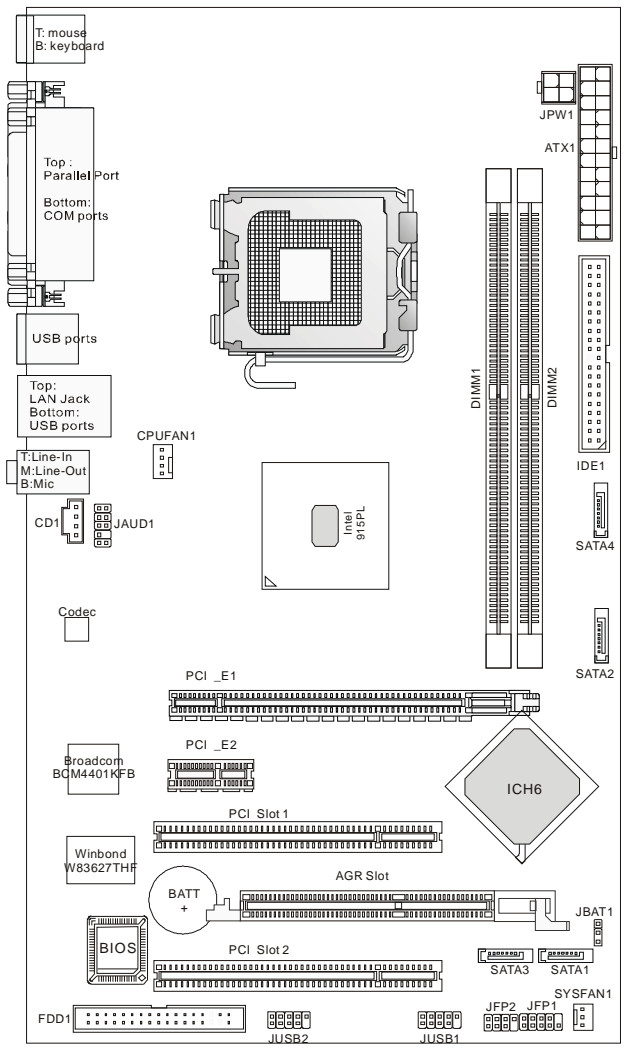 T: mouse
B: keyboard
JPW1
ATX1
Top :
Parallel Port
Bottom:
COM ports
USB ports
DIMM1
DIMM2
Top:
LAN Jack
Bottom:
USB ports
CPUFAN1
T:Line-In
M:Line-Out
B:Mic
IDE1
CD1
JAUD1
Intel
915PL
SATA4
Codec
SATA2
PCI _E1
PCI _E2
Broadcom
BCM4401KFB
ICH6
PCI Slot 1
Winbond
W83627THF
BATT
+
AGR Slot
JBAT1
BIOS
PCI Slot 2
SATA3
SATA1
SYSFAN1
FDD1
JFP2
JFP1
JUSB2
JUSB1